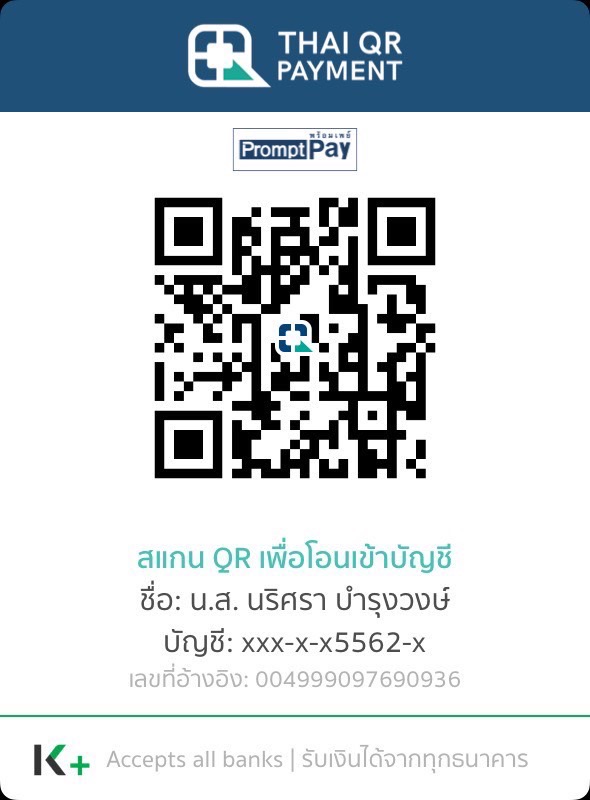 THAI QR
PAYMENT
พร้อมเพย์
PromptPay
สแกน QR เพื่อโอนเข้าบัญชี
ชื่อ: น.ส. นริศรา บำรุงวงษ์
บัญชี: xxx-x-x5562-x
เลขที่อ้างอิง: 004999097690936
K+ Accepts all banks | รับเงินได้จากทุกธนาคาร